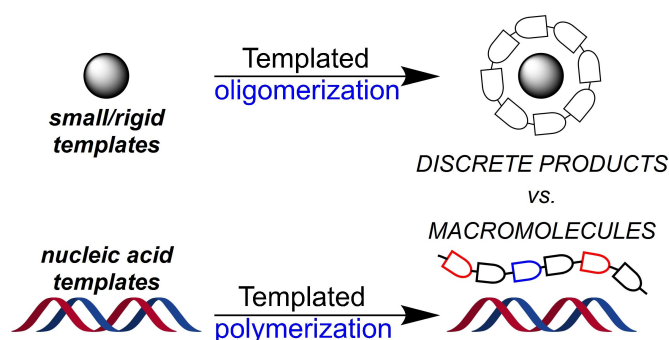 Templated
oligomerization
small/rigid
templates
DISCRETE PRODUCTS
vs.
MACROMOLECULES
nucleic acid
templates
Templated
polymerization